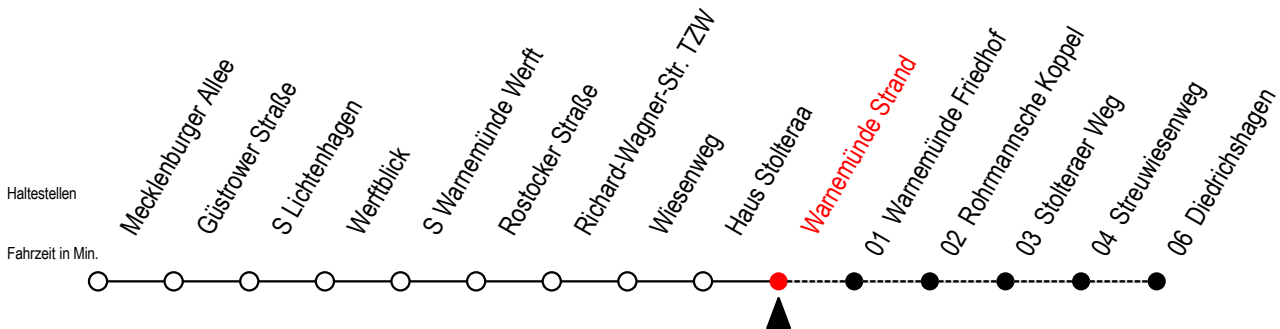 Haltestellen
Fahrzeit in Min.
Mecklenburger Allee
Güstrower Straße
S Lichtenhagen
Werftblick
S Warnemünde Werft
Rostocker Straße
Richard-Wagner-Str. TZW
Wiesenweg
Haus Stolteraa
Warnemünde Strand
01 Warnemünde Friedhof
02 Rohrmannsche Koppel
03 Stolteraer Weg
04 Streuwiesenweg
06 Diedrichshagen